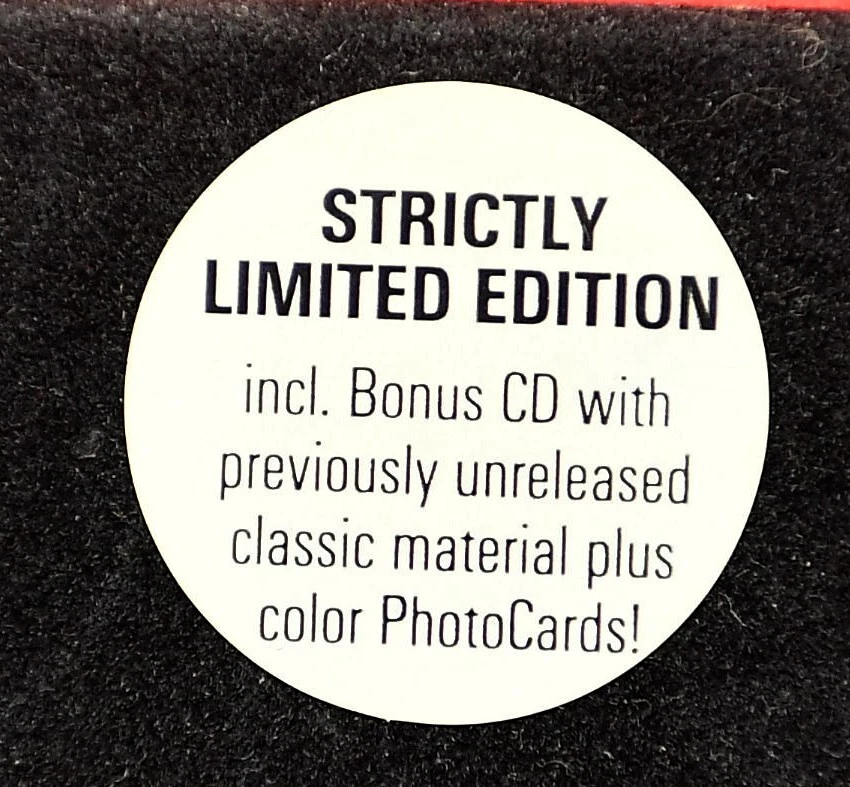 STRICTLY
LIMITED EDITION
incl. Bonus CD with
previously unreleased
classic material plus
color PhotoCards!